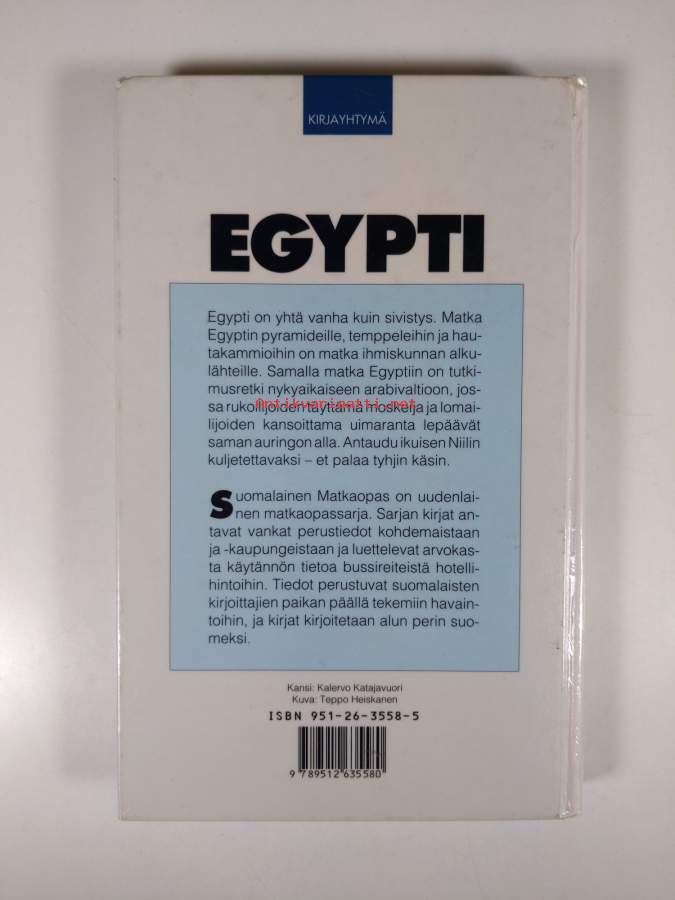 KIRJAYHTYMÄ
EGYPTI
Egypti on yhtä vanha kuin sivistys. Matka
Egyptin pyramideille, temppeleihin ja hau-
takammioihin on matka ihmiskunnan alku-
lähteille. Samalla matka Egyptiin on tutki-
musretki nykyaikaiseen arabivaltioon, jos-
Antikvariaatti.net
sa rukoilijoiden täyttämä moskeija ja lomai-
lijoiden kansoittama uimaranta lepäävät
saman auringon alla. Antaudu ikuisen Niilin
kuljetettavaksi – et palaa tyhjin käsin.
Suomalainen Matkaopas on uudenlai-
nen matkaopassarja. Sarjan kirjat an-
tavat vankat perustiedot kohdemaistaan
ja -kaupungeistaan ja luettelevat arvokas-
ta käytännön tietoa bussireiteistä hotelli-
hintoihin. Tiedot perustuvat suomalaisten
kirjoittajien paikan päällä tekemiin havain-
toihin, ja kirjat kirjoitetaan alun perin suo-
meksi.
Kansi: Kalervo Katajavuori
Kuva: Teppo Heiskanen
ISBN 951-26-3558-5
9 789512 635580